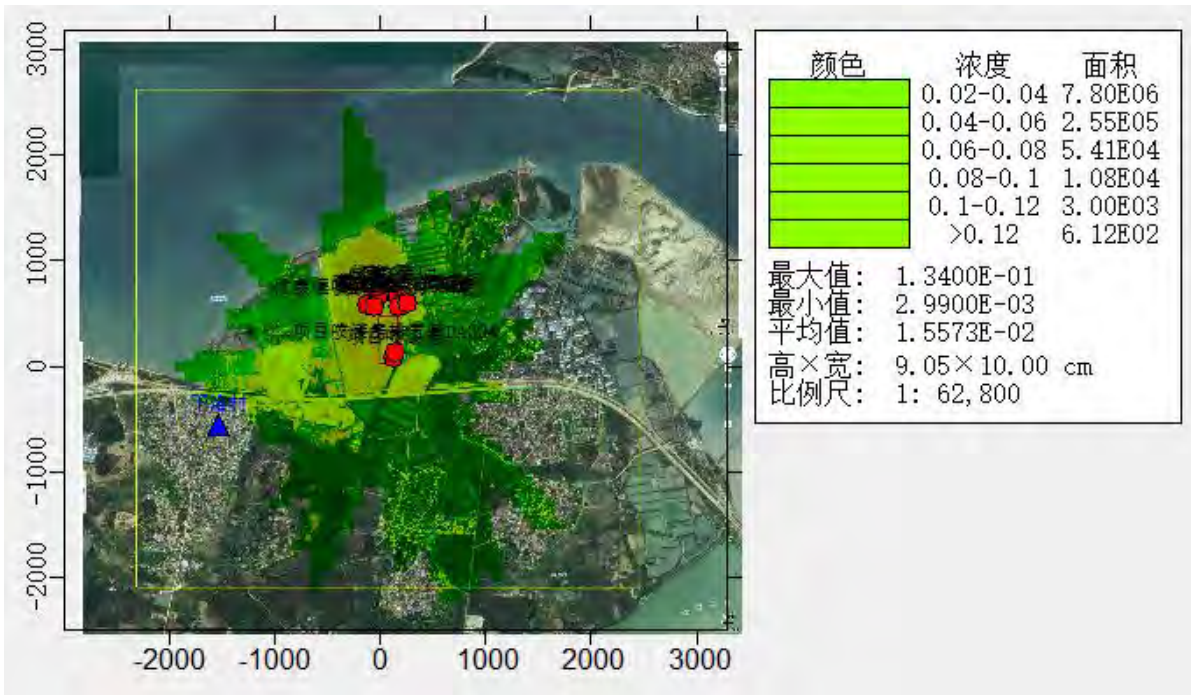 3000
2000
1000
0
-1000
-2000
-2000 -1000 0 1000 2000 3000
颜色 浓度 面积
0.02-0.04 7.80E06
0.04-0.06 2.55E05
0.06-0.08 5.41E04
0.08-0.1 1.08E04
0.1-0.12 3.00E03
>0.12 6.12E02
最大值: 1.3400E-01
最小值: 2.9900E-03
平均值: 1.5573E-02
高×宽: 9.05×10.00 cm
比例尺: 1: 62,800